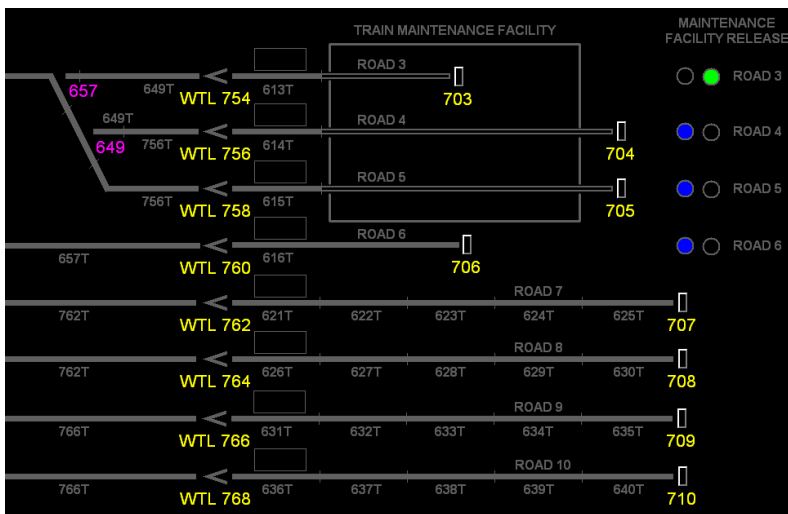 TRAIN MAINTENANCE FACILITY
MAINTENANCE
FACILITY RELEASE
ROAD 3
657
649T
WTL 754
613T
703
ROAD 3
649T
ROAD 4
649
756T
WTL 756
614T
704
ROAD 4
ROAD 5
756T
WTL 758
615T
705
ROAD 5
ROAD 6
657T
WTL 760
616T
706
ROAD 6
ROAD 7
762T
WTL 762
621T
622T
623T
624T
625T
707
ROAD 8
762T
WTL 764
626T
627T
628T
629T
630T
708
ROAD 9
766T
WTL 766
631T
632T
633T
634T
635T
709
ROAD 10
766T
WTL 768
636T
637T
638T
639T
640T
710